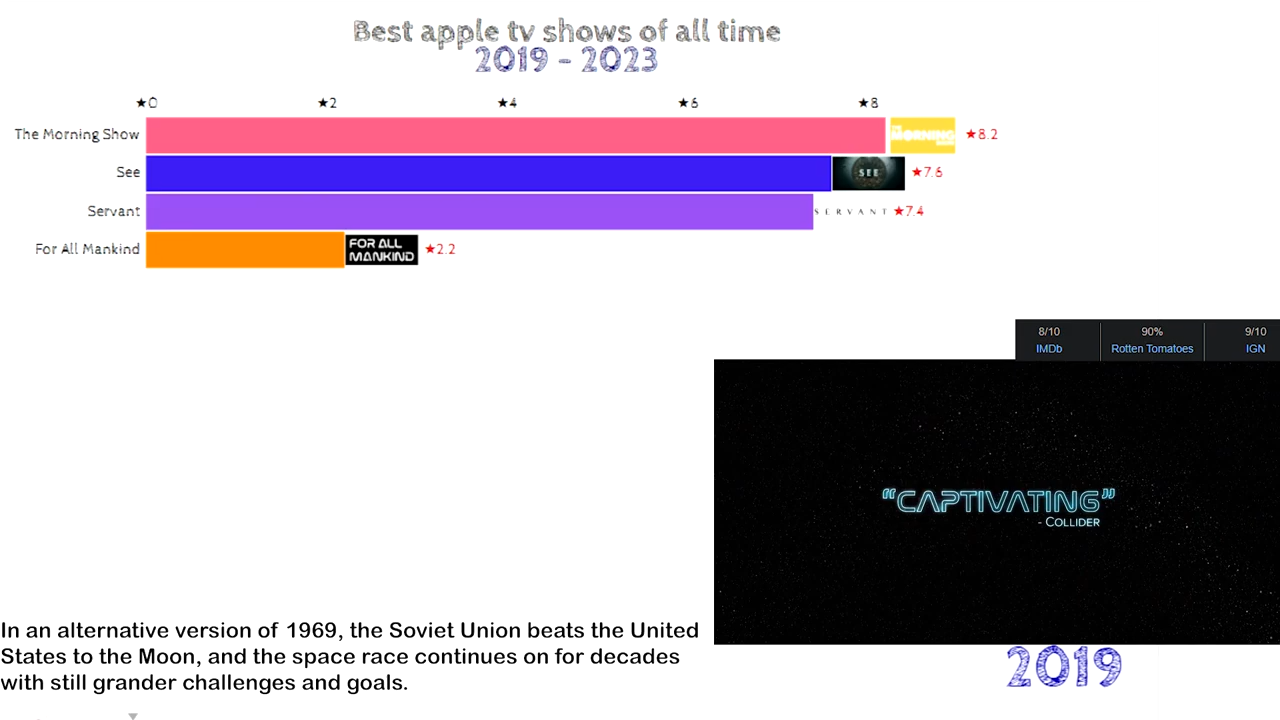 Best apple tv shows of all time
2019 - 2023
★0 ★2 ★4 ★6 ★8
The Morning Show MORNING ★8.2
See SEE ★7.6
Servant SERVANT ★7.4
For All Mankind FOR ALL MANKIND ★2.2
8/10 90% 9/10
IMDb Rotten Tomatoes IGN
“CAPTIVATING”
- COLLIDER
In an alternative version of 1969, the Soviet Union beats the United
States to the Moon, and the space race continues on for decades
with still grander challenges and goals.
2019